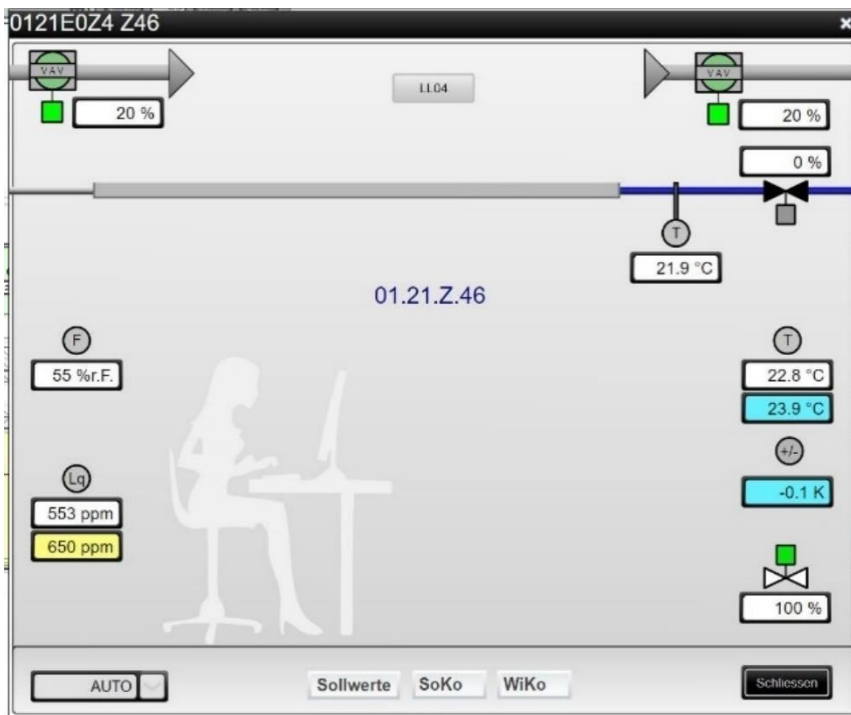 0121E0Z4 Z46
×
VAV
VAV
LL04
20 %
20 %
0 %
T
21.9 °C
01.21.Z.46
F
55 %r.F.
T
22.8 °C
23.9 °C
+/-
-0.1 K
Lq
553 ppm
650 ppm
100 %
AUTO
Sollwerte
SoKo
WiKo
Schliessen